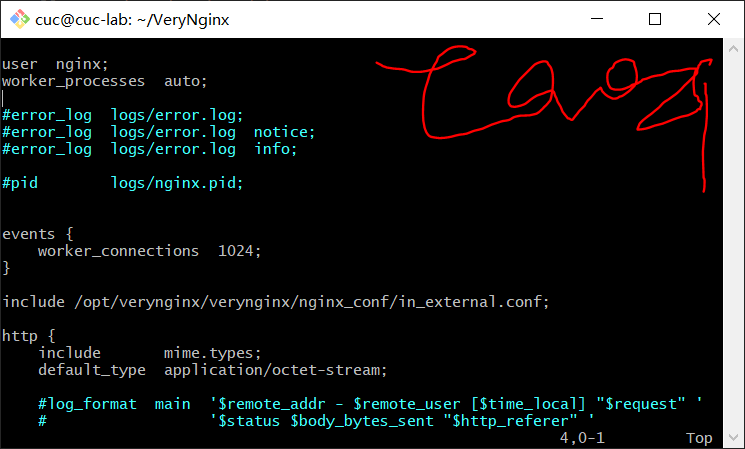 cuc@cuc-lab: ~/VeryNginx
user  nginx;
worker_processes  auto;
#error_log  logs/error.log;
#error_log  logs/error.log  notice;
#error_log  logs/error.log  info;
#pid        logs/nginx.pid;
events {
    worker_connections  1024;
}
include /opt/verynginx/verynginx/nginx_conf/in_external.conf;
http {
    include       mime.types;
    default_type  application/octet-stream;
    #log_format  main  '$remote_addr - $remote_user [$time_local] "$request" '
    #                  '$status $body_bytes_sent "$http_referer" '
4,0-1         Top